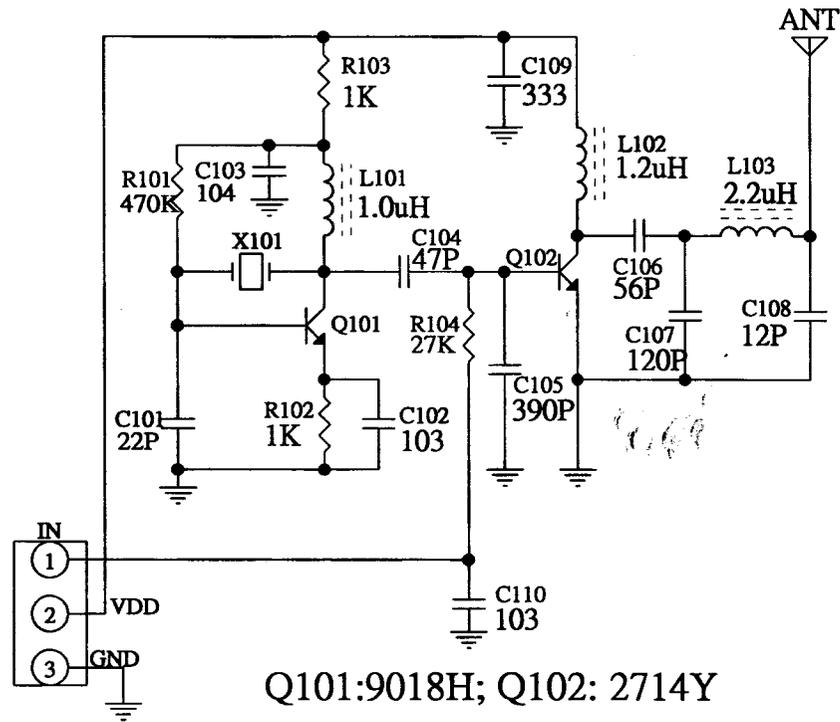 ANT
R103
1K
C109
333
L102
1.2uH
L103
2.2uH
R101
470K
C103
104
L101
1.0uH
X101
C104
47P
Q102
C106
56P
Q101
R104
27K
C107
120P
C108
12P
C105
390P
C101
22P
R102
1K
C102
103
IN
1
2
VDD
3
GND
C110
103
Q101:9018H; Q102: 2714Y